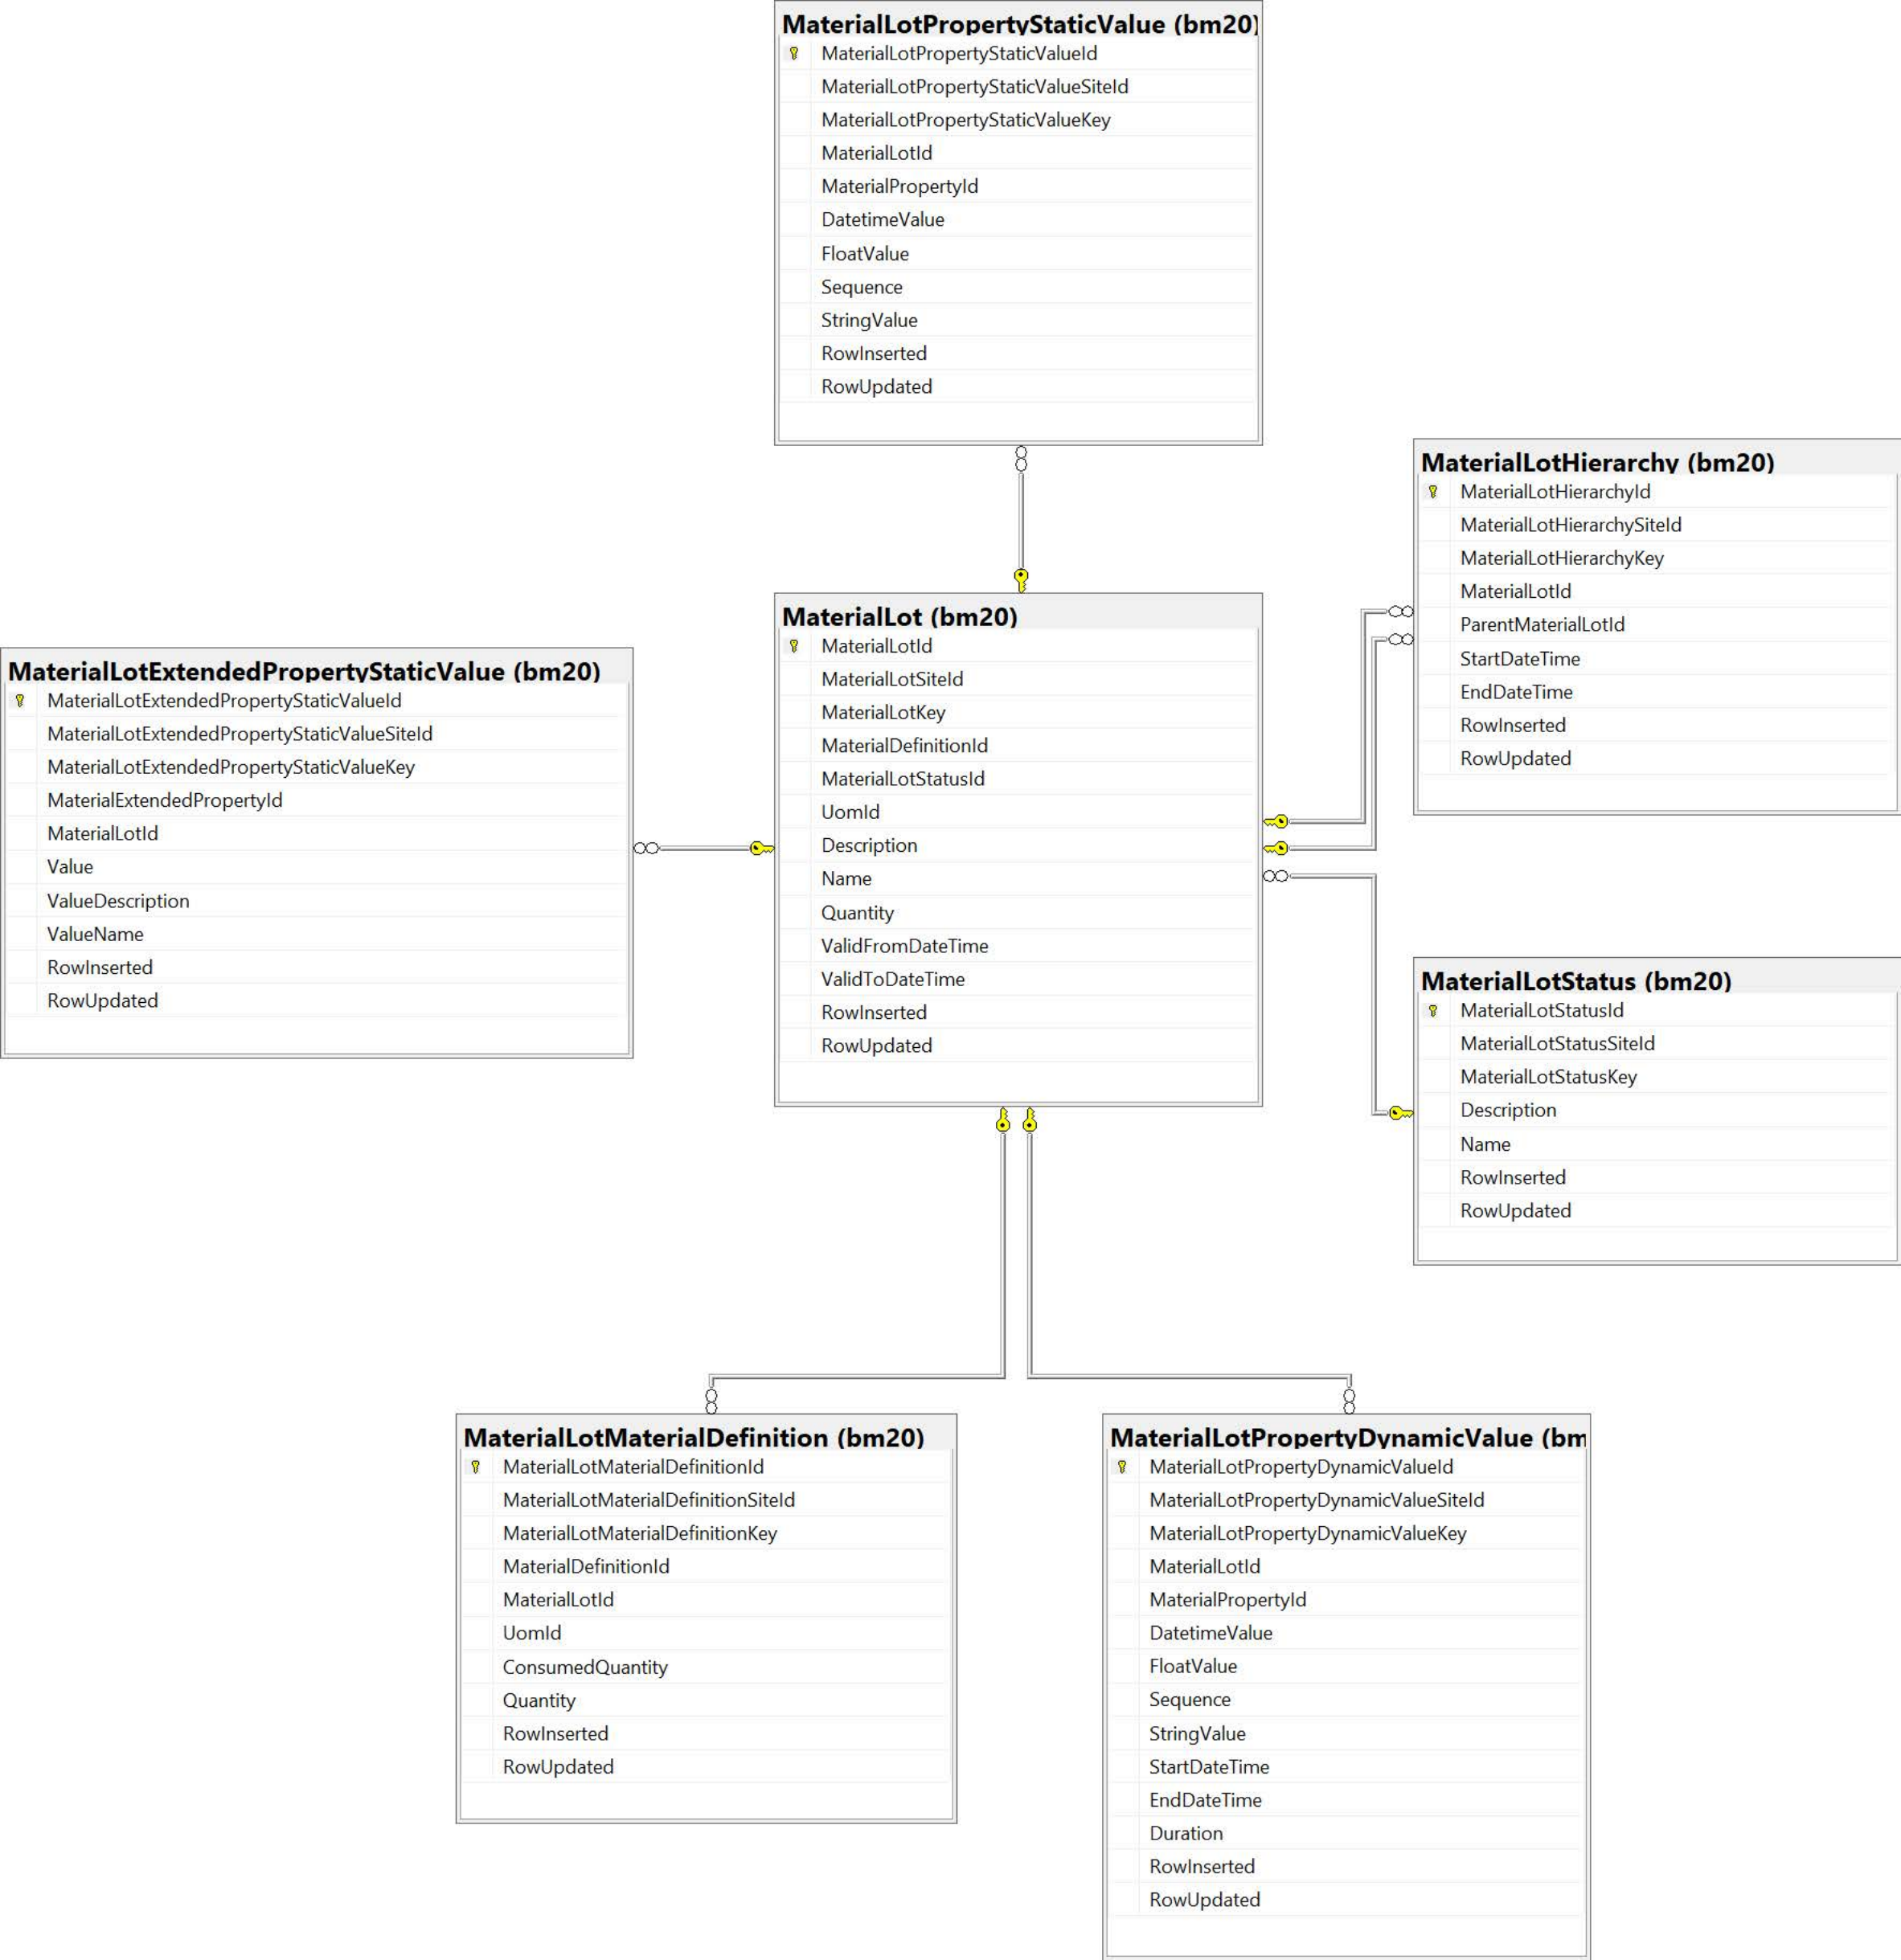 MaterialLotPropertyStaticValue (bm20)
MaterialLotPropertyStaticValueId
MaterialLotPropertyStaticValueSiteId
MaterialLotPropertyStaticValueKey
MaterialLotId
MaterialPropertyId
DatetimeValue
FloatValue
Sequence
StringValue
RowInserted
RowUpdated
MaterialLotHierarchy (bm20)
MaterialLotHierarchyId
MaterialLotHierarchySiteId
MaterialLotHierarchyKey
MaterialLotId
ParentMaterialLotId
StartDateTime
EndDateTime
RowInserted
RowUpdated
MaterialLot (bm20)
MaterialLotId
MaterialLotSiteId
MaterialLotKey
MaterialDefinitionId
MaterialLotStatusId
UomId
Description
Name
Quantity
ValidFromDateTime
ValidToDateTime
RowInserted
RowUpdated
MaterialLotExtendedPropertyStaticValue (bm20)
MaterialLotExtendedPropertyStaticValueId
MaterialLotExtendedPropertyStaticValueSiteId
MaterialLotExtendedPropertyStaticValueKey
MaterialExtendedPropertyId
MaterialLotId
Value
ValueDescription
ValueName
RowInserted
RowUpdated
MaterialLotStatus (bm20)
MaterialLotStatusId
MaterialLotStatusSiteId
MaterialLotStatusKey
Description
Name
RowInserted
RowUpdated
MaterialLotMaterialDefinition (bm20)
MaterialLotMaterialDefinitionId
MaterialLotMaterialDefinitionSiteId
MaterialLotMaterialDefinitionKey
MaterialDefinitionId
MaterialLotId
UomId
ConsumedQuantity
Quantity
RowInserted
RowUpdated
MaterialLotPropertyDynamicValue (bm
MaterialLotPropertyDynamicValueId
MaterialLotPropertyDynamicValueSiteId
MaterialLotPropertyDynamicValueKey
MaterialLotId
MaterialPropertyId
DatetimeValue
FloatValue
Sequence
StringValue
StartDateTime
EndDateTime
Duration
RowInserted
RowUpdated